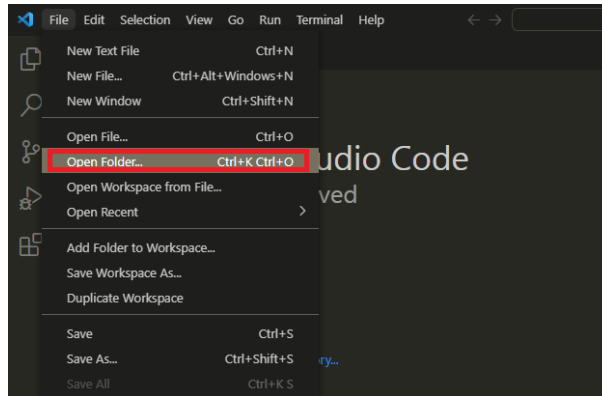 File Edit Selection View Go Run Terminal Help
New Text File Ctrl+N
New File... Ctrl+Alt+Windows+N
New Window Ctrl+Shift+N
Open File... Ctrl+O
Open Folder... Ctrl+K Ctrl+O
udio Code
Open Workspace from File...
ved
Open Recent
Add Folder to Workspace...
Save Workspace As...
Duplicate Workspace
Save Ctrl+S
Save As... Ctrl+Shift+S
ry...
Save All Ctrl+K S